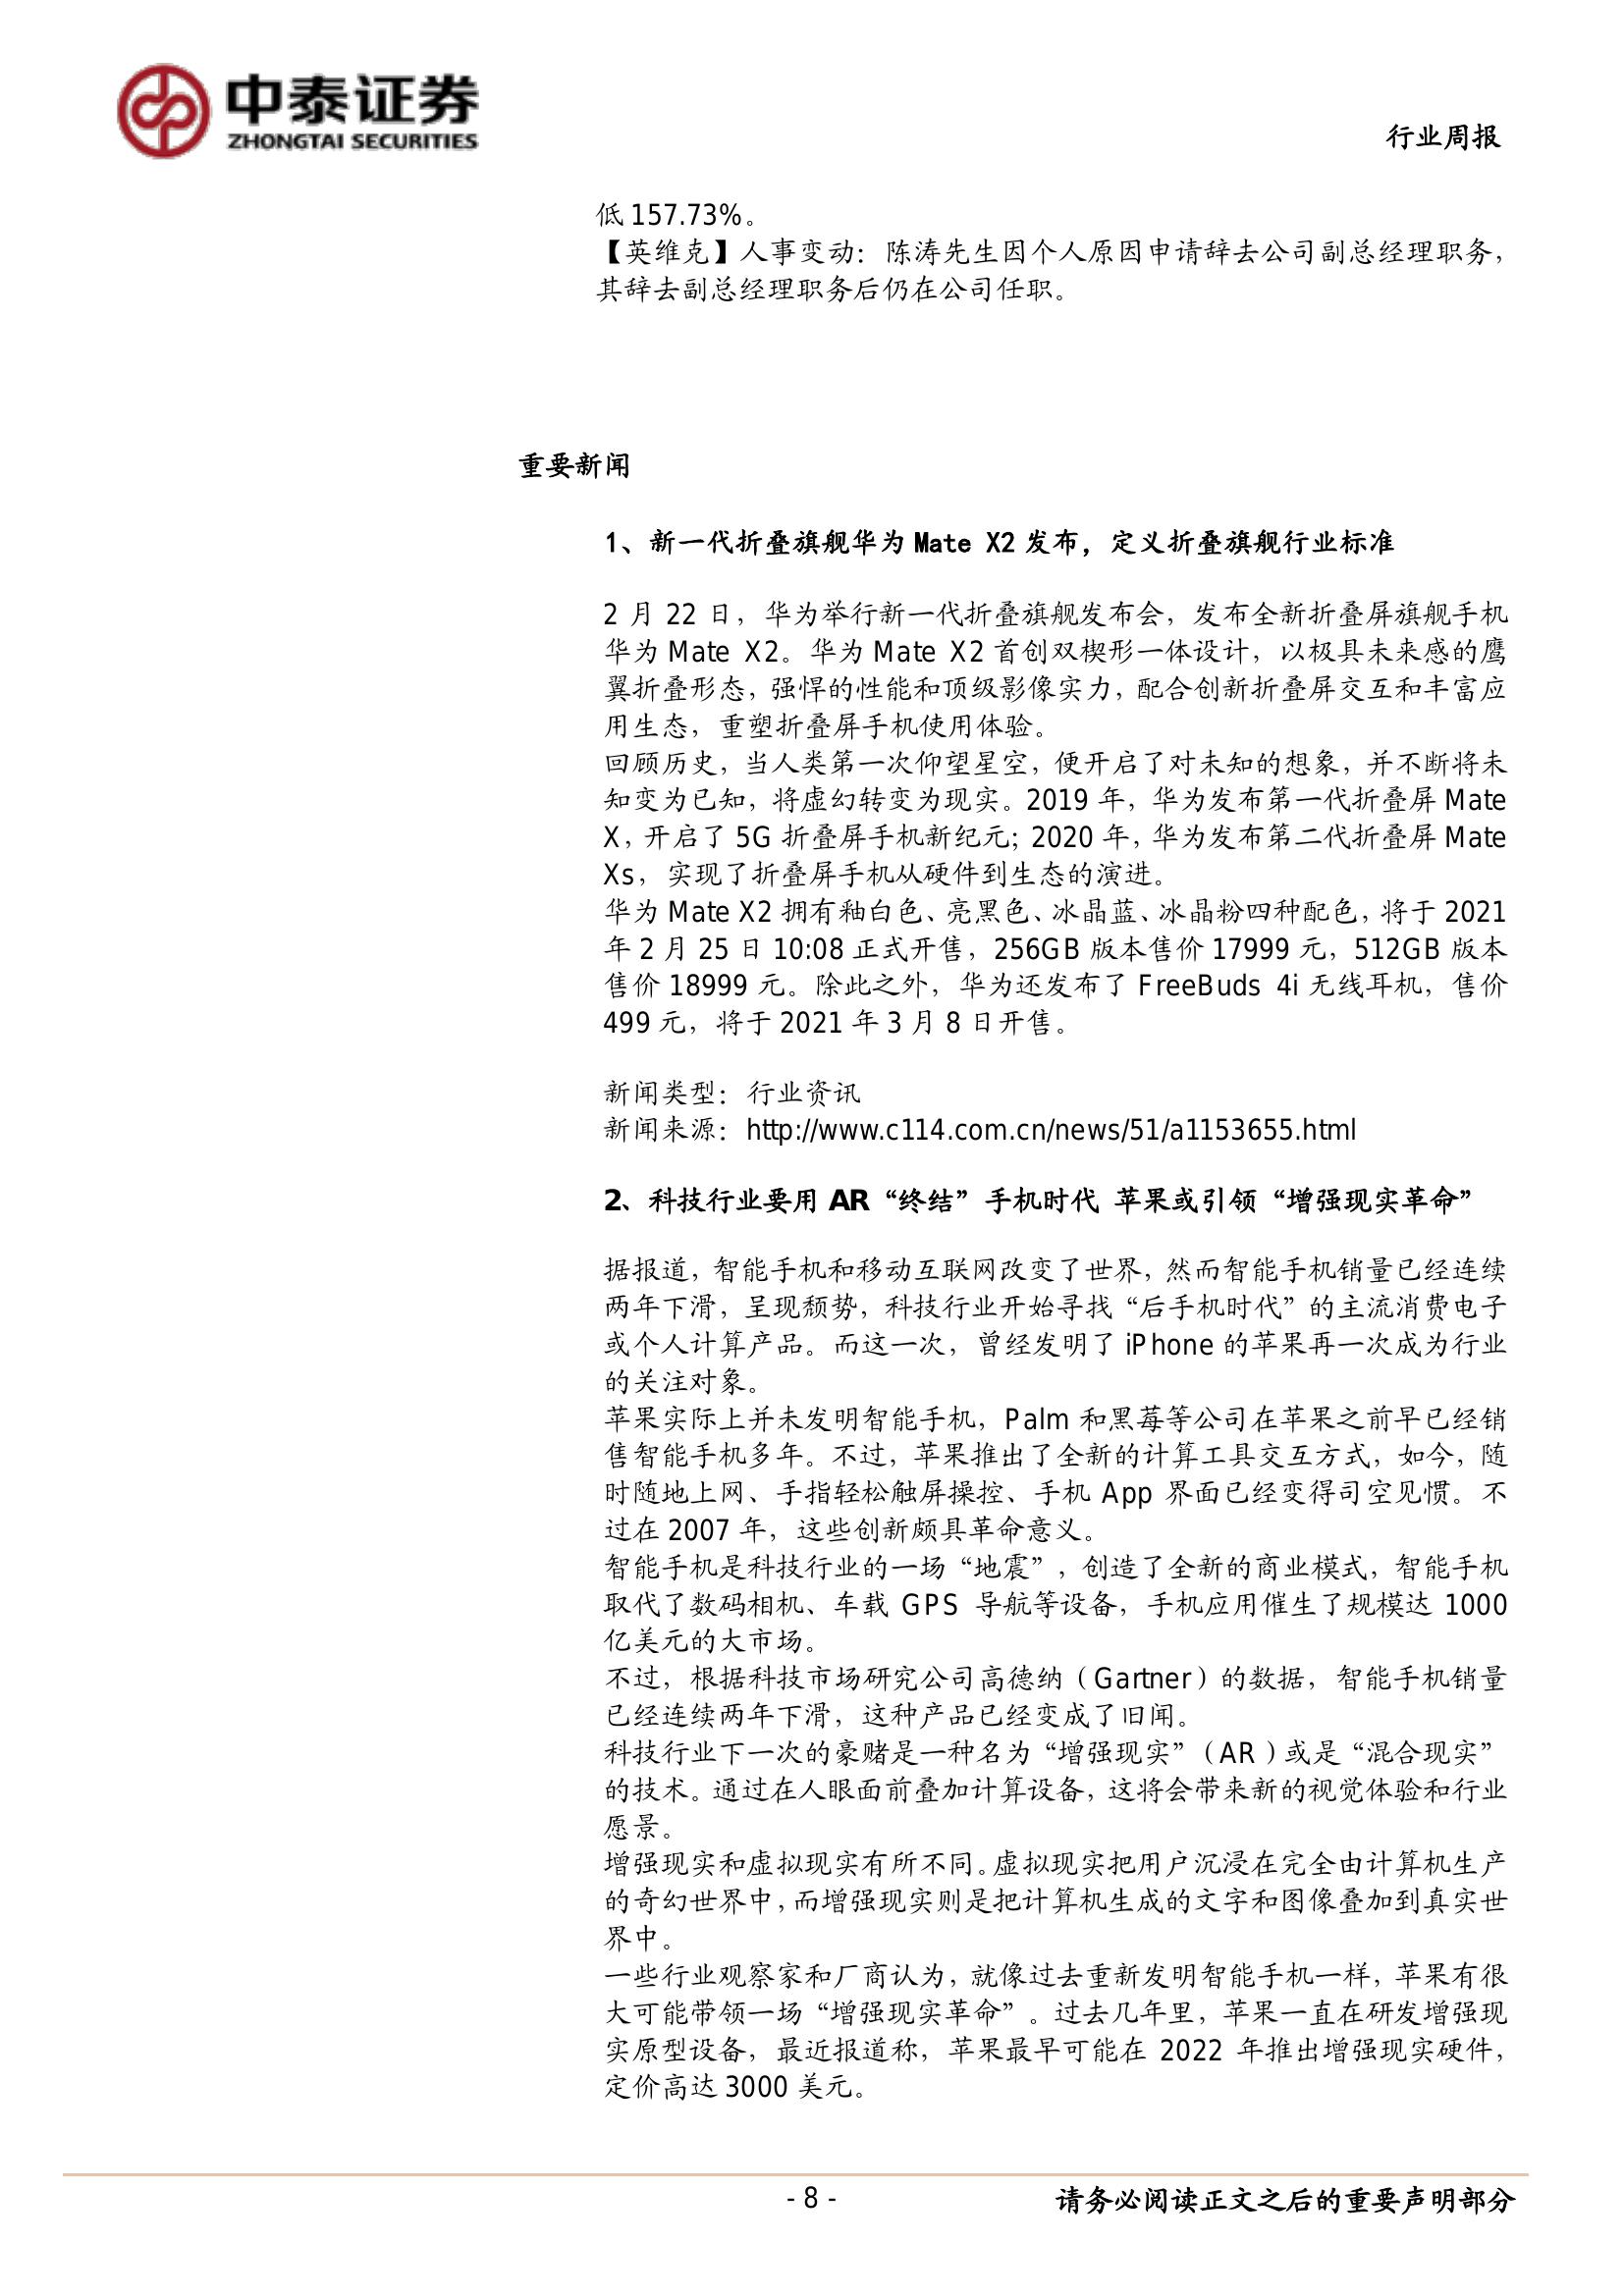 中泰证券
ZHONGTAI SECURITIES
行业周报
低 157.73%。
【英维克】人事变动：陈涛先生因个人原因申请辞去公司副总经理职务，
其辞去副总经理职务后仍在公司任职。
重要新闻
1、新一代折叠旗舰华为 Mate X2 发布，定义折叠旗舰行业标准
2 月 22 日，华为举行新一代折叠旗舰发布会，发布全新折叠屏旗舰手机
华为 Mate X2。华为 Mate X2 首创双楔形一体设计，以极具未来感的鹰
翼折叠形态，强悍的性能和顶级影像实力，配合创新折叠屏交互和丰富应
用生态，重塑折叠屏手机使用体验。
回顾历史，当人类第一次仰望星空，便开启了对未知的想象，并不断将未
知变为已知，将虚幻转变为现实。2019 年，华为发布第一代折叠屏 Mate
X，开启了 5G 折叠屏手机新纪元；2020 年，华为发布第二代折叠屏 Mate
Xs，实现了折叠屏手机从硬件到生态的演进。
华为 Mate X2 拥有釉白色、亮黑色、冰晶蓝、冰晶粉四种配色，将于 2021
年 2 月 25 日 10:08 正式开售，256GB 版本售价 17999 元，512GB 版本
售价 18999 元。除此之外，华为还发布了 FreeBuds 4i 无线耳机，售价
499 元，将于 2021 年 3 月 8 日开售。
新闻类型：行业资讯
新闻来源：http://www.c114.com.cn/news/51/a1153655.html
2、科技行业要用 AR“终结”手机时代 苹果或引领“增强现实革命”
据报道，智能手机和移动互联网改变了世界，然而智能手机销量已经连续
两年下滑，呈现颓势，科技行业开始寻找“后手机时代”的主流消费电子
或个人计算产品。而这一次，曾经发明了 iPhone 的苹果再一次成为行业
的关注对象。
苹果实际上并未发明智能手机，Palm 和黑莓等公司在苹果之前早已经销
售智能手机多年。不过，苹果推出了全新的计算工具交互方式，如今，随
时随地上网、手指轻松触屏操控、手机 App 界面已经变得司空见惯。不
过在 2007 年，这些创新颇具革命意义。
智能手机是科技行业的一场“地震”，创造了全新的商业模式，智能手机
取代了数码相机、车载 GPS 导航等设备，手机应用催生了规模达 1000
亿美元的大市场。
不过，根据科技市场研究公司高德纳（Gartner）的数据，智能手机销量
已经连续两年下滑，这种产品已经变成了旧闻。
科技行业下一次的豪赌是一种名为“增强现实”（AR）或是“混合现实”
的技术。通过在人眼面前叠加计算设备，这将会带来新的视觉体验和行业
愿景。
增强现实和虚拟现实有所不同。虚拟现实把用户沉浸在完全由计算机生产
的奇幻世界中，而增强现实则是把计算机生成的文字和图像叠加到真实世
界中。
一些行业观察家和厂商认为，就像过去重新发明智能手机一样，苹果有很
大可能带领一场“增强现实革命”。过去几年里，苹果一直在研发增强现
实原型设备，最近报道称，苹果最早可能在 2022 年推出增强现实硬件，
定价高达 3000 美元。
- 8 -
请务必阅读正文之后的重要声明部分